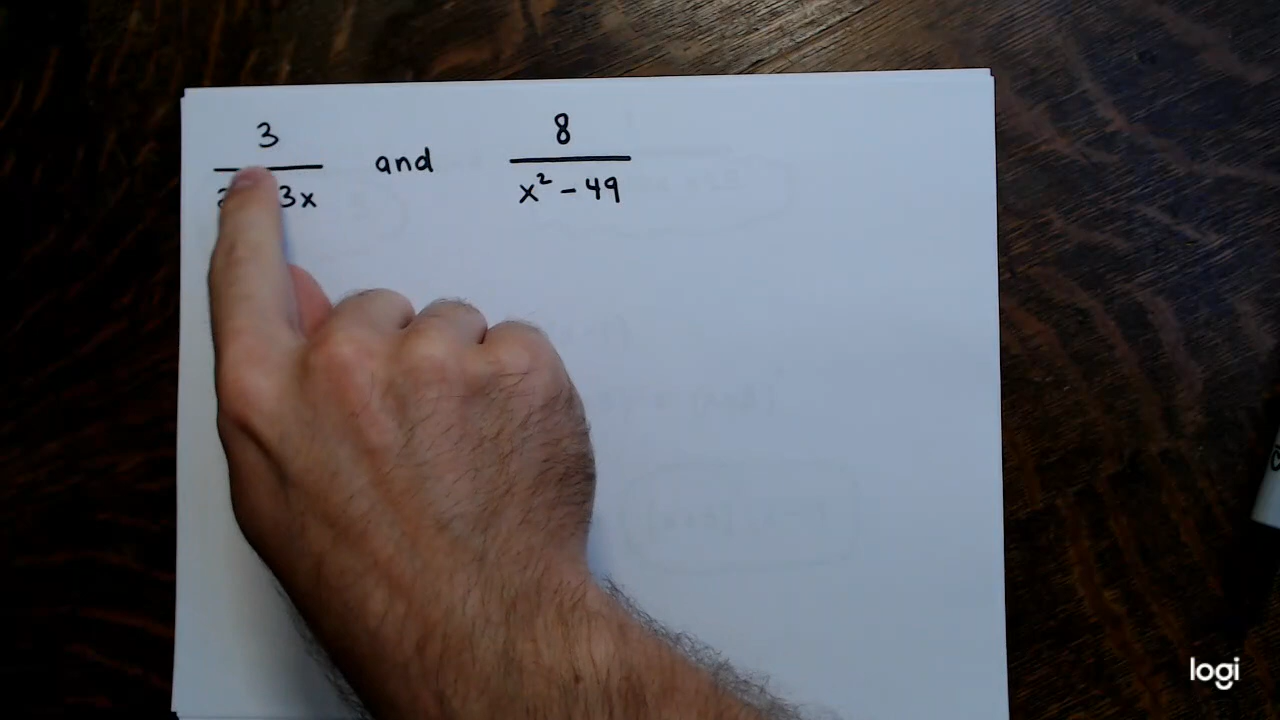 3 and 8
3x x² - 49
logi